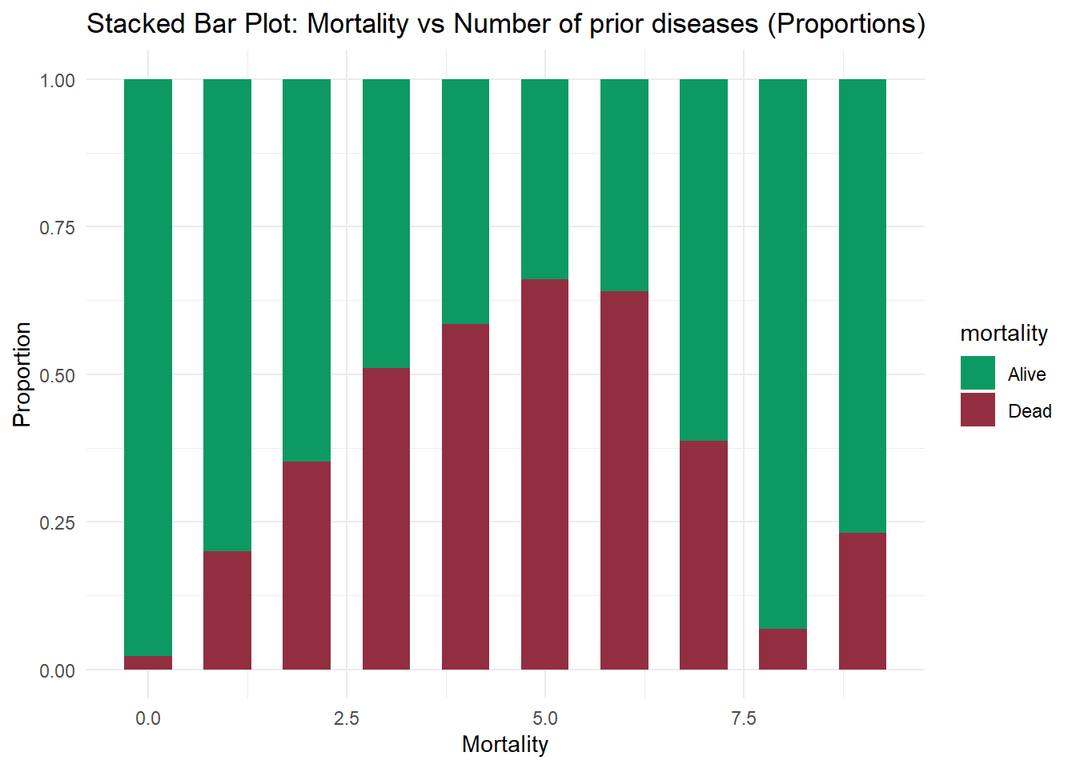 Stacked Bar Plot: Mortality vs Number of prior diseases (Proportions)
1.00
0.75
0.50
0.25
0.00
Proportion
0.0 2.5 5.0 7.5
Mortality
mortality
Alive
Dead